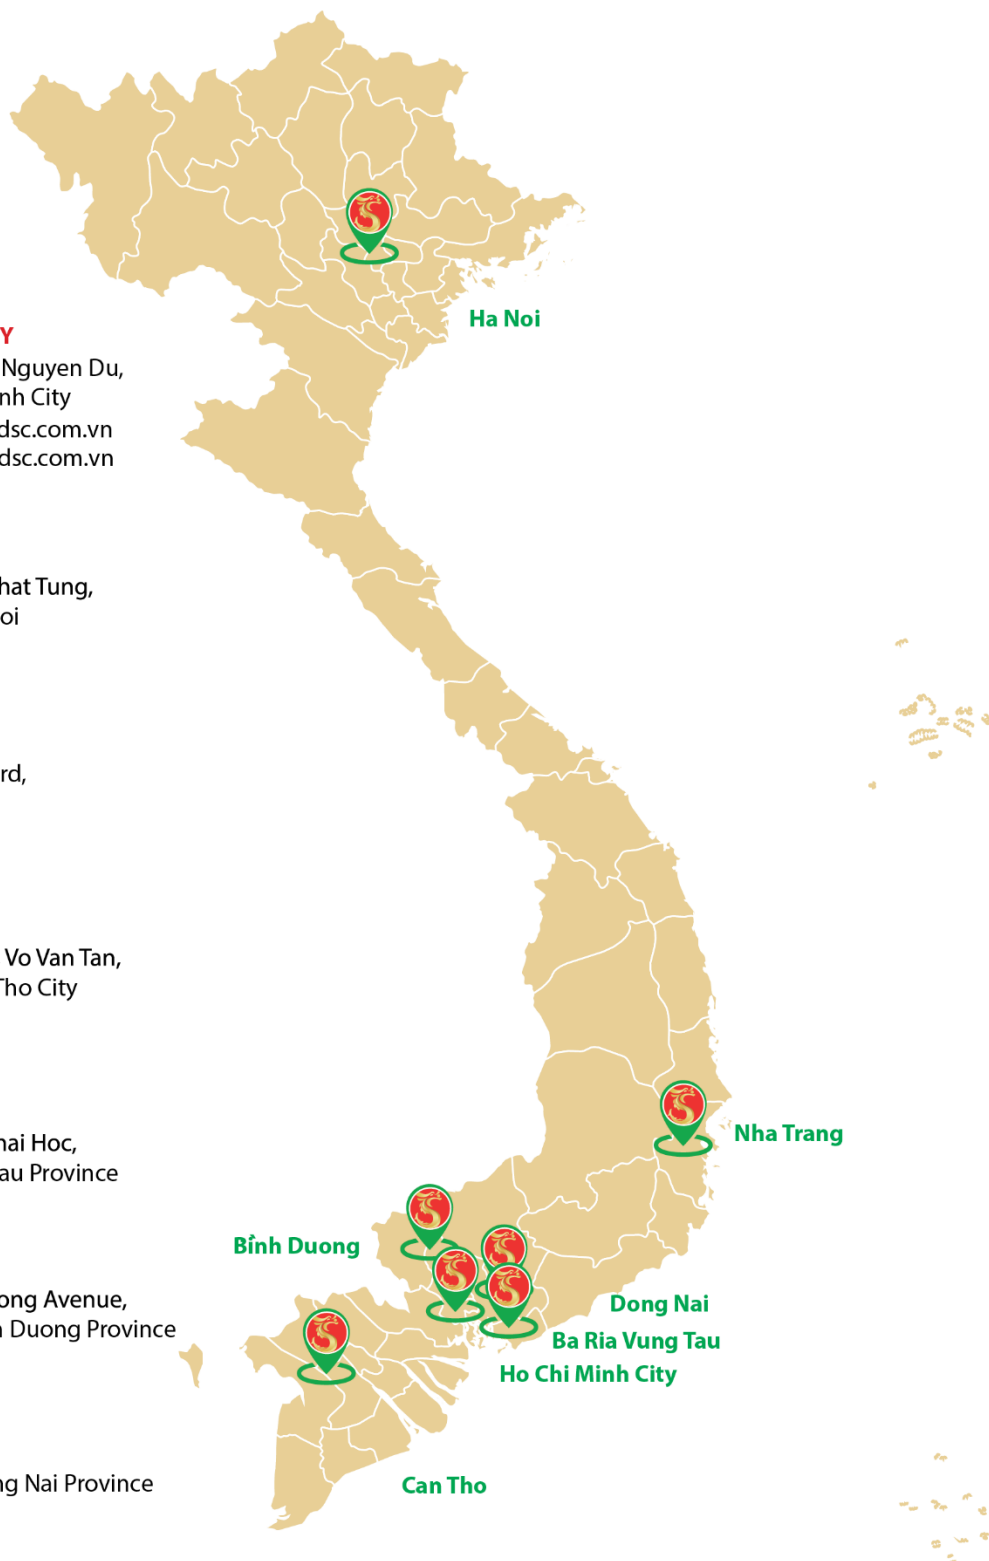 Ha Noi
Y
Nguyen Du,
nh City
dsc.com.vn
dsc.com.vn
hat Tung,
oi
rd,
Vo Van Tan,
Tho City
Nha Trang
hai Hoc,
au Province
Bình Duong
ong Avenue,
Dong Nai
n Duong Province
Ba Ria Vung Tau
Ho Chi Minh City
ng Nai Province
Can Tho